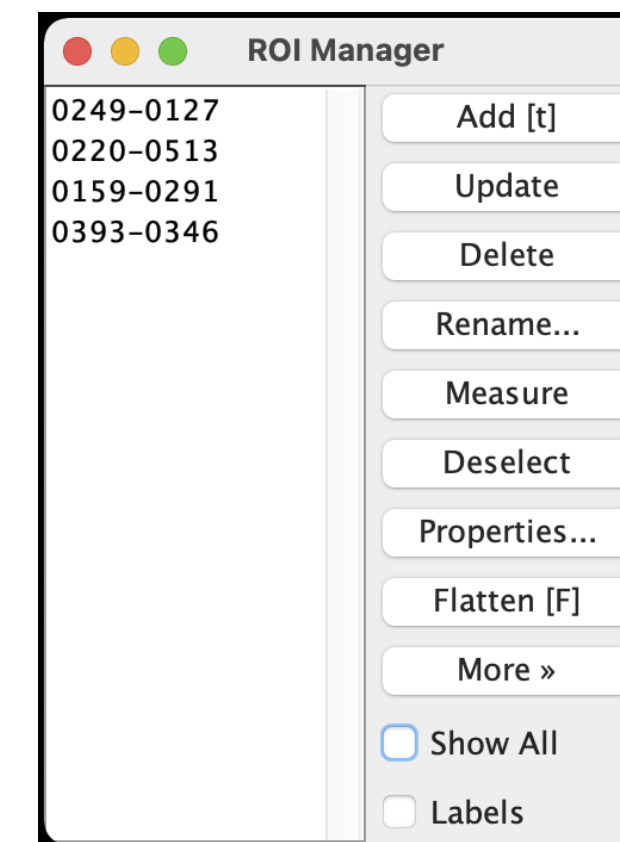 ROI Manager
0249-0127
0220-0513
0159-0291
0393-0346
Add [t]
Update
Delete
Rename...
Measure
Deselect
Properties...
Flatten [F]
More »
Show All
Labels